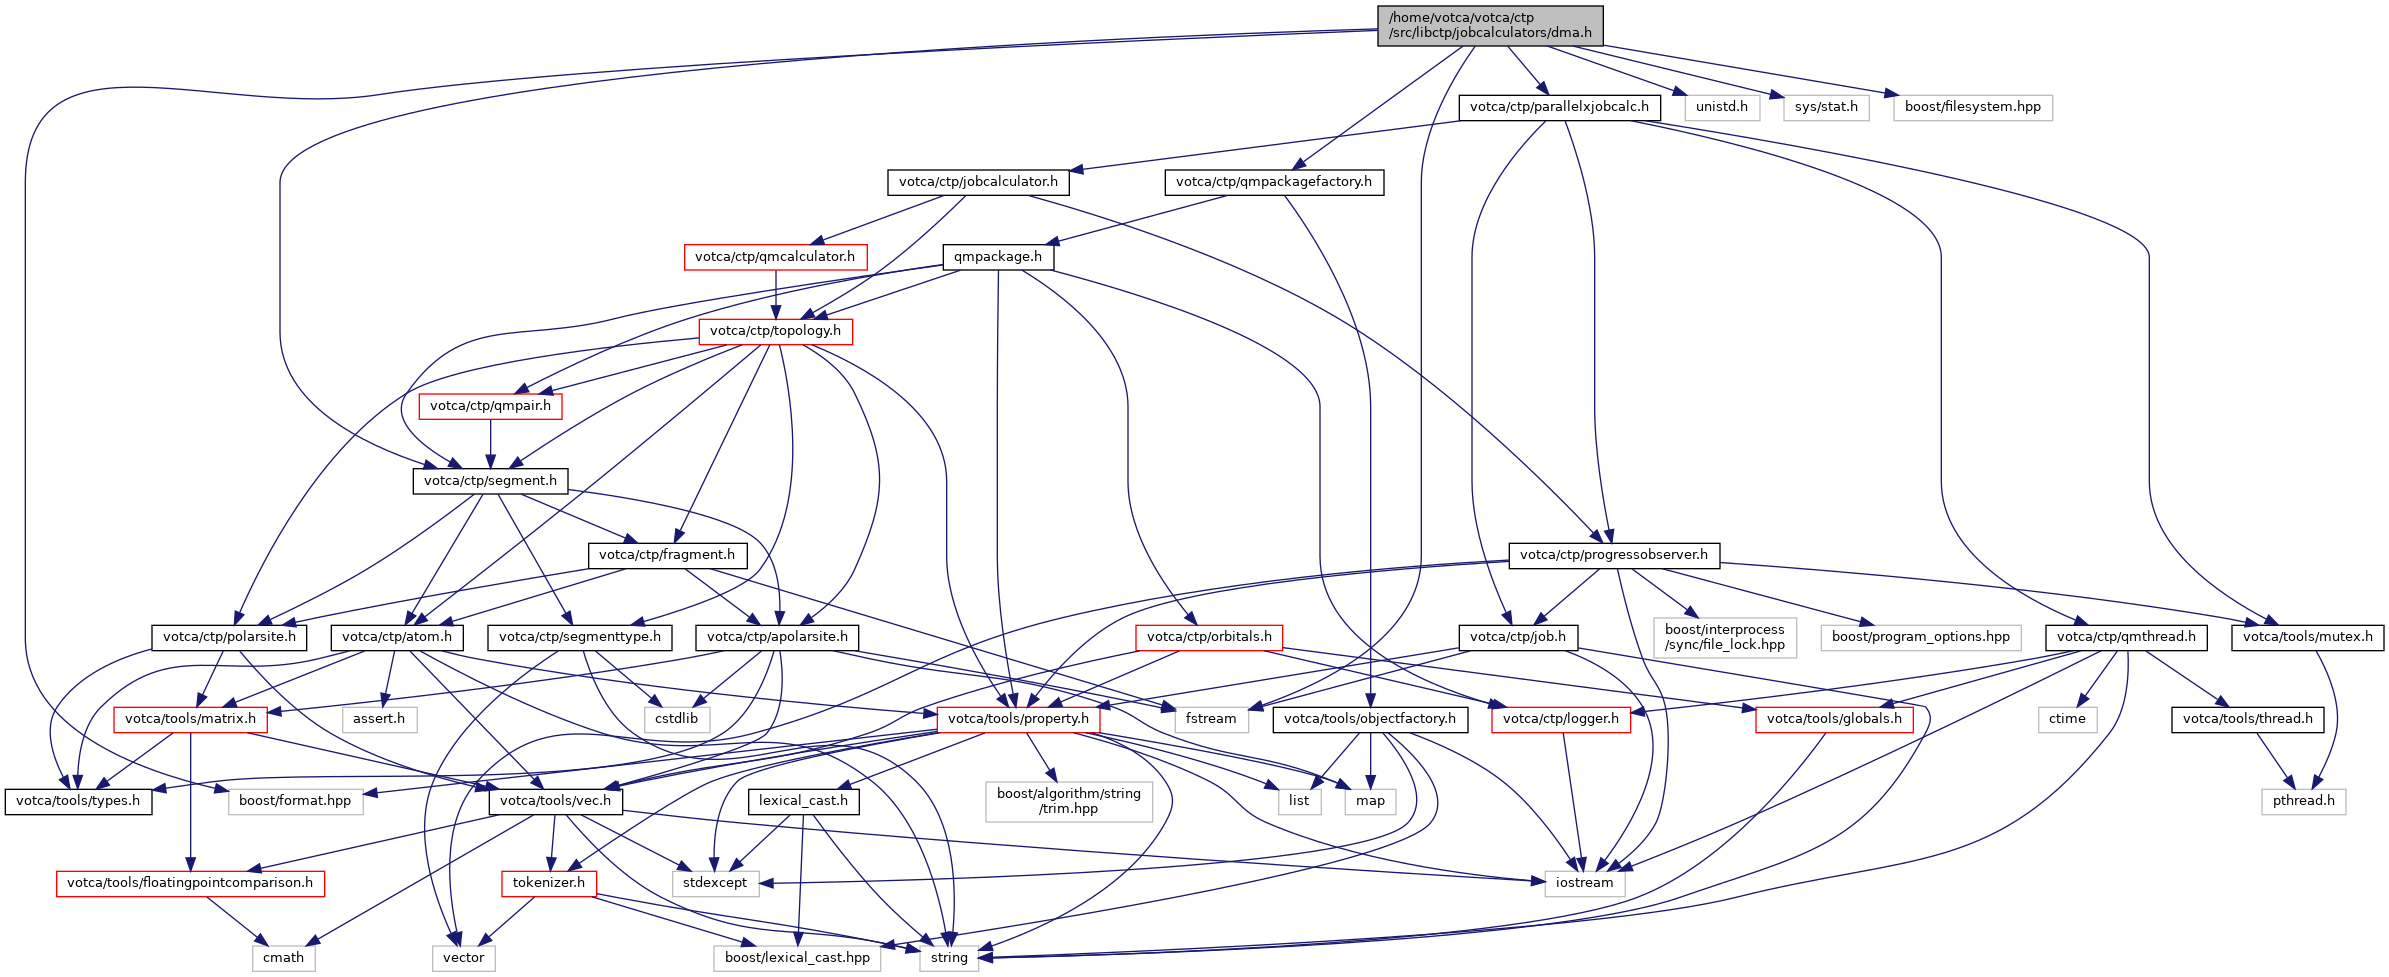 /home/votca/votca/ctp
/src/libctp/jobcalculators/dma.h
votca/ctp/parallelxjobcalc.h
unistd.h
sys/stat.h
boost/filesystem.hpp
votca/ctp/jobcalculator.h
votca/ctp/qmpackagefactory.h
votca/ctp/qmcalculator.h
qmpackage.h
votca/ctp/topology.h
votca/ctp/qmpair.h
votca/ctp/segment.h
votca/ctp/fragment.h
votca/ctp/progressobserver.h
votca/ctp/polarsite.h
votca/ctp/atom.h
votca/ctp/segmenttype.h
votca/ctp/apolarsite.h
votca/ctp/orbitals.h
votca/ctp/job.h
boost/interprocess
/sync/file_lock.hpp
boost/program_options.hpp
votca/ctp/qmthread.h
votca/tools/mutex.h
votca/tools/matrix.h
assert.h
cstdlib
votca/tools/property.h
fstream
votca/tools/objectfactory.h
votca/ctp/logger.h
votca/tools/globals.h
ctime
votca/tools/thread.h
votca/tools/types.h
boost/format.hpp
votca/tools/vec.h
lexical_cast.h
boost/algorithm/string
/trim.hpp
list
map
pthread.h
votca/tools/floatingpointcomparison.h
tokenizer.h
stdexcept
iostream
cmath
vector
boost/lexical_cast.hpp
string